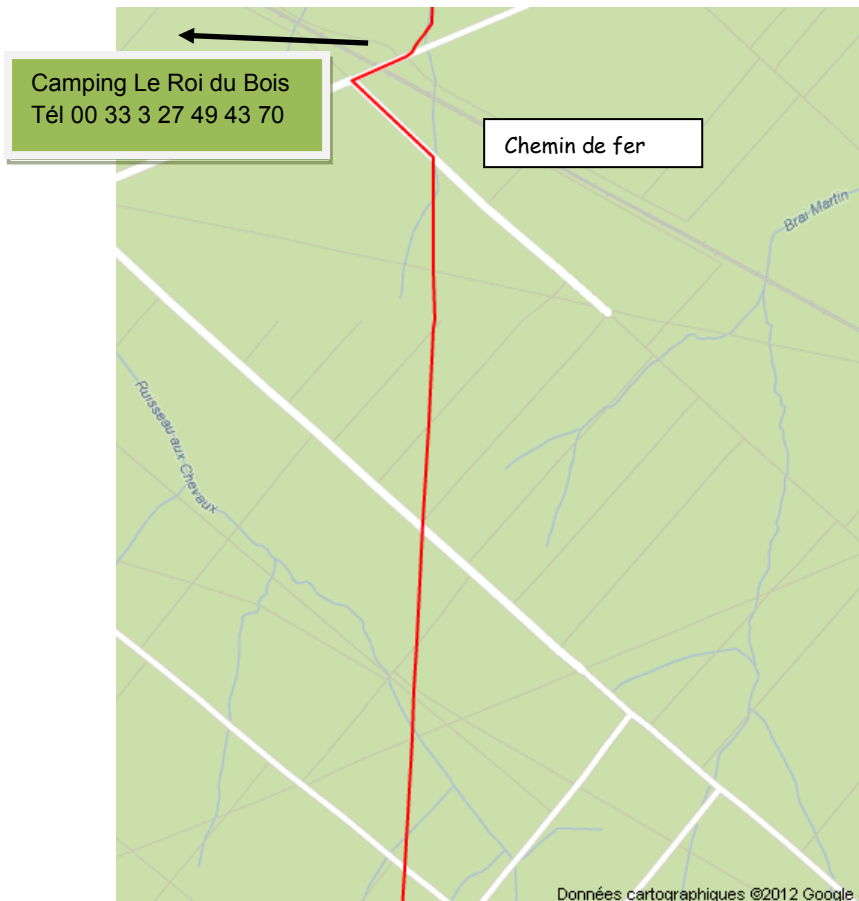 Camping Le Roi du Bois
Tél 00 33 3 27 49 43 70
Chemin de fer
Brai Martin
Ruisseau aux Chevaux
Données cartographiques ©2012 Google